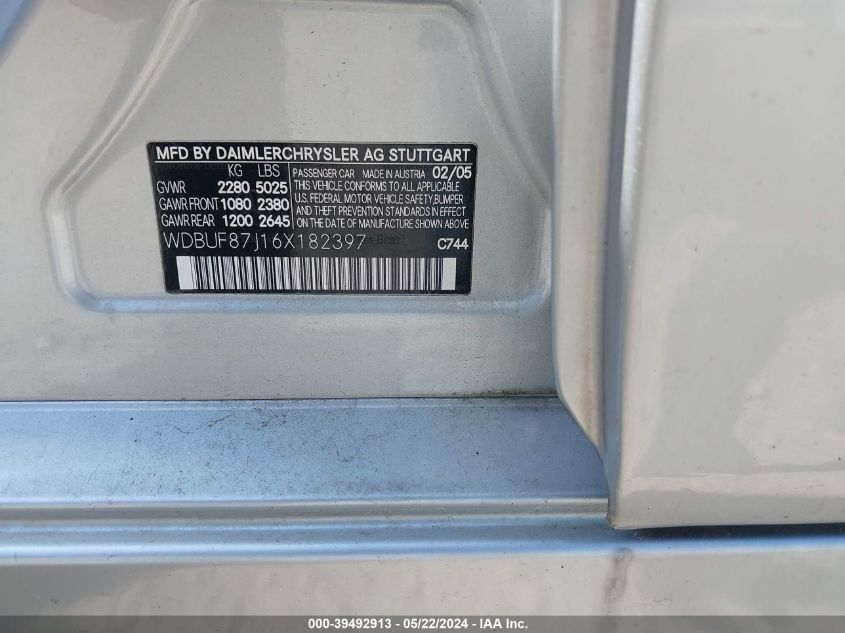 MFD BY DAIMLERCHRYSLER AG STUTTGART
KG LBS PASSENGER CAR MADE IN AUSTRIA 02/05
GVWR 2280 5025 THIS VEHICLE CONFORMS TO ALL APPLICABLE
GAWR FRONT 1080 2380 U.S. FEDERAL MOTOR VEHICLE SAFETY, BUMPER
GAWR REAR 1200 2645 AND THEFT PREVENTION STANDARDS IN EFFECT
ON THE DATE OF MANUFACTURE SHOWN ABOVE
WDBUF87J16X182397 C744
000-39492913 - 05/22/2024 - IAA Inc.